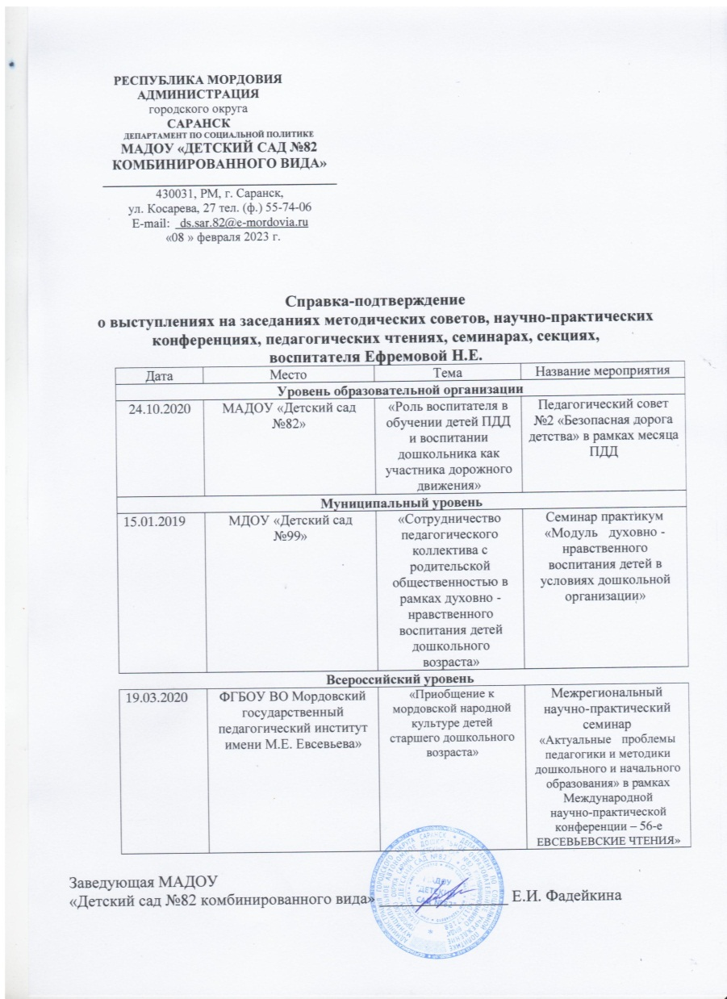 РЕСПУБЛИКА МОРДОВИЯ
АДМИНИСТРАЦИЯ
городского округа
САРАНСК
ДЕПАРТАМЕНТ ПО СОЦИАЛЬНОЙ ПОЛИТИКЕ
МАДОУ «ДЕТСКИЙ САД №82
КОМБИНИРОВАННОГО ВИДА»
430031, РМ, г. Саранск,
ул. Косарева, 27 тел. (ф.) 55-74-06
E-mail: ds.sar.82@e-mordovia.ru
«08 » февраля 2023 г.
Справка-подтверждение
о выступлениях на заседаниях методических советов, научно-практических
конференциях, педагогических чтениях, семинарах, секциях,
воспитателя Ефремовой Н.Е.
Дата Место Тема Название мероприятия
Уровень образовательной организации
24.10.2020
МАДОУ «Детский сад
№82»
«Роль воспитателя в
обучении детей ПДД
и воспитании
дошкольника как
участника дорожного
движения»
Педагогический совет
№2 «Безопасная дорога
детства» в рамках месяца
ПДД
Муниципальный уровень
15.01.2019
МДОУ «Детский сад
№99»
«Сотрудничество
педагогического
коллектива с
родительской
общественностью в
рамках духовно -
нравственного
воспитания детей
дошкольного
возраста»
Семинар практикум
«Модуль духовно -
нравственного
воспитания детей в
условиях дошкольной
организации»
Всероссийский уровень
19.03.2020
ФГБОУ ВО Мордовский
государственный
педагогический институт
имени М.Е. Евсевьева»
«Приобщение к
мордовской народной
культуре детей
старшего дошкольного
возраста»
Межрегиональный
научно-практический
семинар
«Актуальные проблемы
педагогики и методики
дошкольного и начального
образования» в рамках
Международной
научно-практической
конференции – 56-е
ЕВСЕВЬЕВСКИЕ ЧТЕНИЯ»
Заведующая МАДОУ
«Детский сад №82 комбинированного вида» Е.И. Фадейкина
МАДОУ
"ДЕТСКИЙ
САД №82"